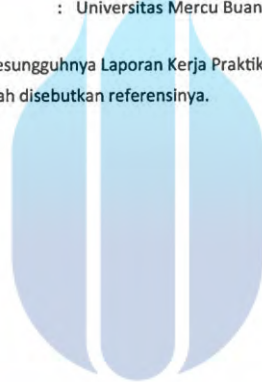 : Universitas Mercu Buan
esungguhnya Laporan Kerja Praktik
ah disebutkan referensinya.